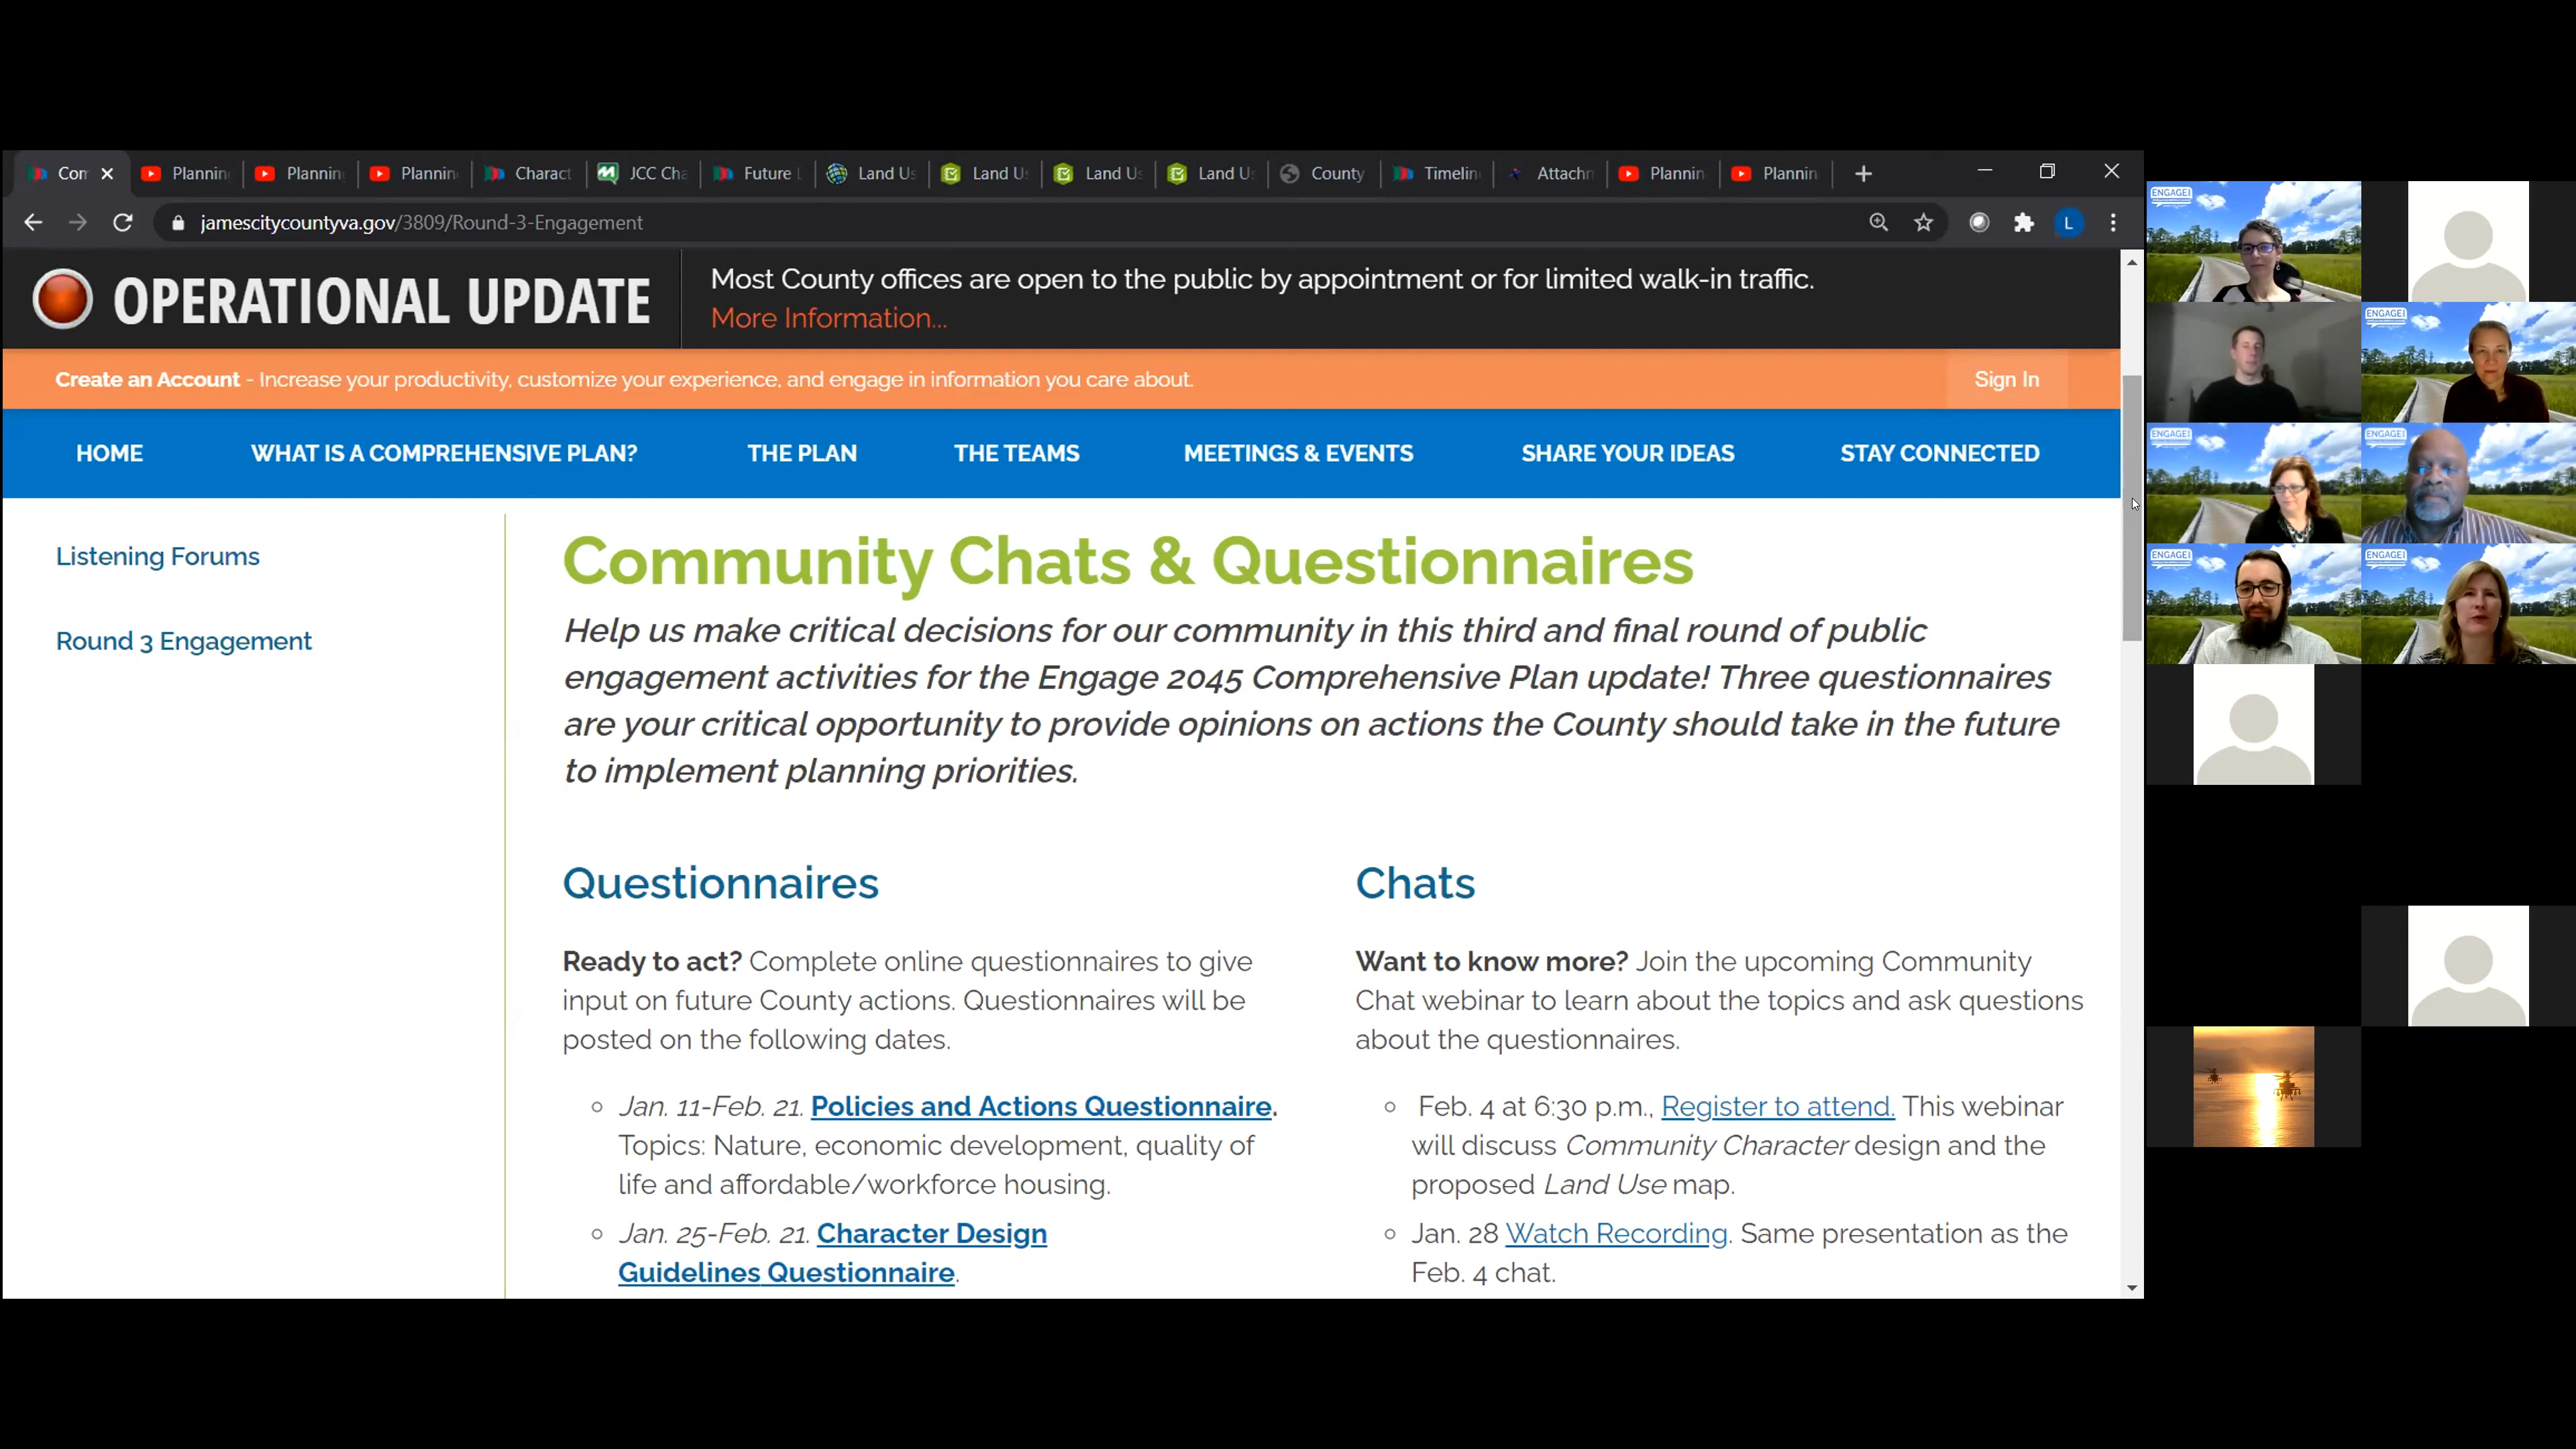 Com
Planning
Planning
Planning
Charact
JCC Cha
Future L
Land Us
Land Us
Land Us
Land Us
County
Timelin
Attachm
Plannin
Plannin
jamescitycountyva.gov/3809/Round-3-Engagement
L
OPERATIONAL UPDATE
Most County offices are open to the public by appointment or for limited walk-in traffic.
More Information...
Create an Account - Increase your productivity, customize your experience, and engage in information you care about.
Sign In
HOME
WHAT IS A COMPREHENSIVE PLAN?
THE PLAN
THE TEAMS
MEETINGS & EVENTS
SHARE YOUR IDEAS
STAY CONNECTED
Listening Forums
Round 3 Engagement
Community Chats & Questionnaires
Help us make critical decisions for our community in this third and final round of public
engagement activities for the Engage 2045 Comprehensive Plan update! Three questionnaires
are your critical opportunity to provide opinions on actions the County should take in the future
to implement planning priorities.
Questionnaires
Ready to act? Complete online questionnaires to give
input on future County actions. Questionnaires will be
posted on the following dates.
Jan. 11-Feb. 21. Policies and Actions Questionnaire.
Topics: Nature, economic development, quality of
life and affordable/workforce housing.
Jan. 25-Feb. 21. Character Design
Guidelines Questionnaire.
Chats
Want to know more? Join the upcoming Community
Chat webinar to learn about the topics and ask questions
about the questionnaires.
Feb. 4 at 6:30 p.m., Register to attend. This webinar
will discuss Community Character design and the
proposed Land Use map.
Jan. 28 Watch Recording. Same presentation as the
Feb. 4 chat.
ENGAGE!
ENGAGE!
ENGAGE!
ENGAGE!
ENGAGE!
ENGAGE!